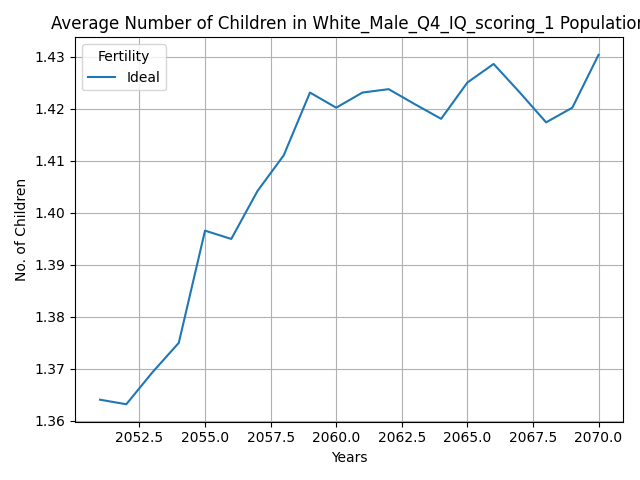 Average Number of Children in White_Male_Q4_IQ_scoring_1 Population
Fertility
Ideal
1.43
1.42
1.41
1.40
1.39
1.38
1.37
1.36
No. of Children
2052.5 2055.0 2057.5 2060.0 2062.5 2065.0 2067.5 2070.0
Years